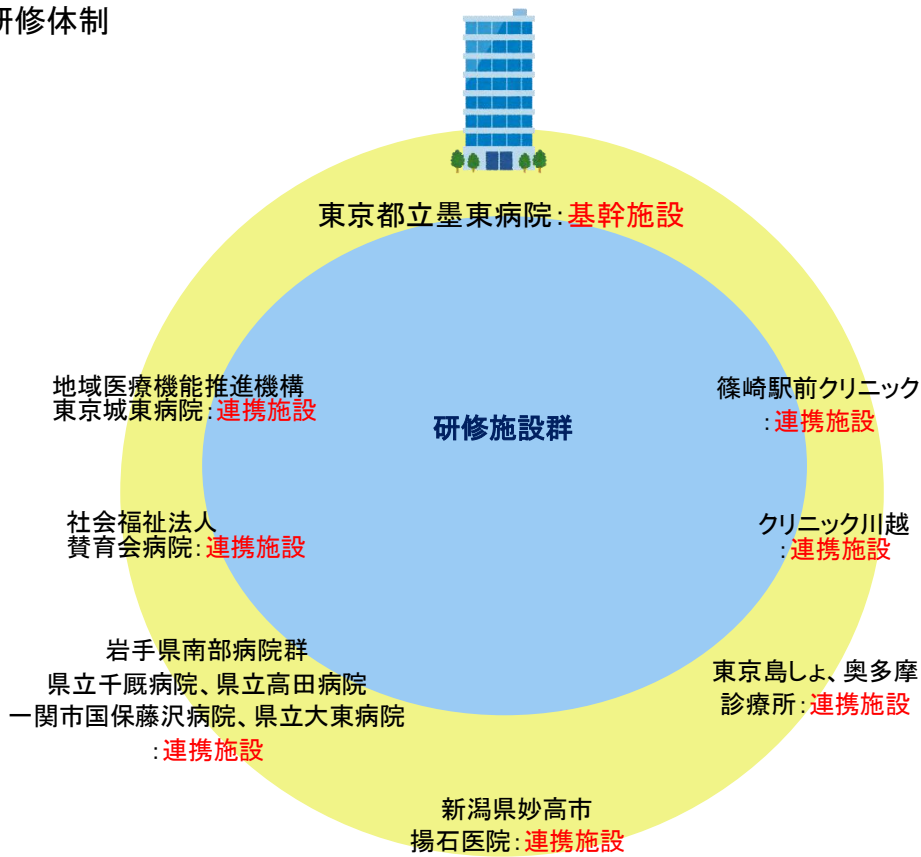 研修体制
東京都立墨東病院:基幹施設
地域医療機能推進機構
東京城東病院:連携施設
篠崎駅前クリニック
:連携施設
研修施設群
社会福祉法人
賛育会病院:連携施設
クリニック川越
:連携施設
岩手県南部病院群
県立千厩病院、県立高田病院
一関市国保藤沢病院、県立大東病院
:連携施設
東京島しょ、奥多摩
診療所:連携施設
新潟県妙高市
揚石医院:連携施設